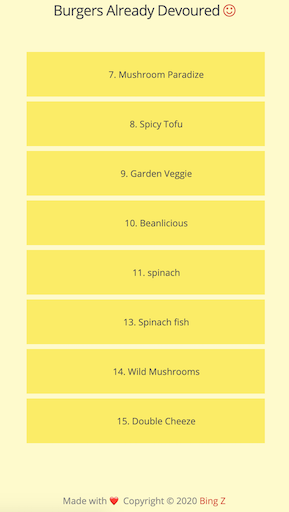 Burgers Already Devoured ☺
7. Mushroom Paradize
8. Spicy Tofu
9. Garden Veggie
10. Beanlicious
11. spinach
13. Spinach fish
14. Wild Mushrooms
15. Double Cheeze
Made with ❤️ Copyright © 2020 Bing Z